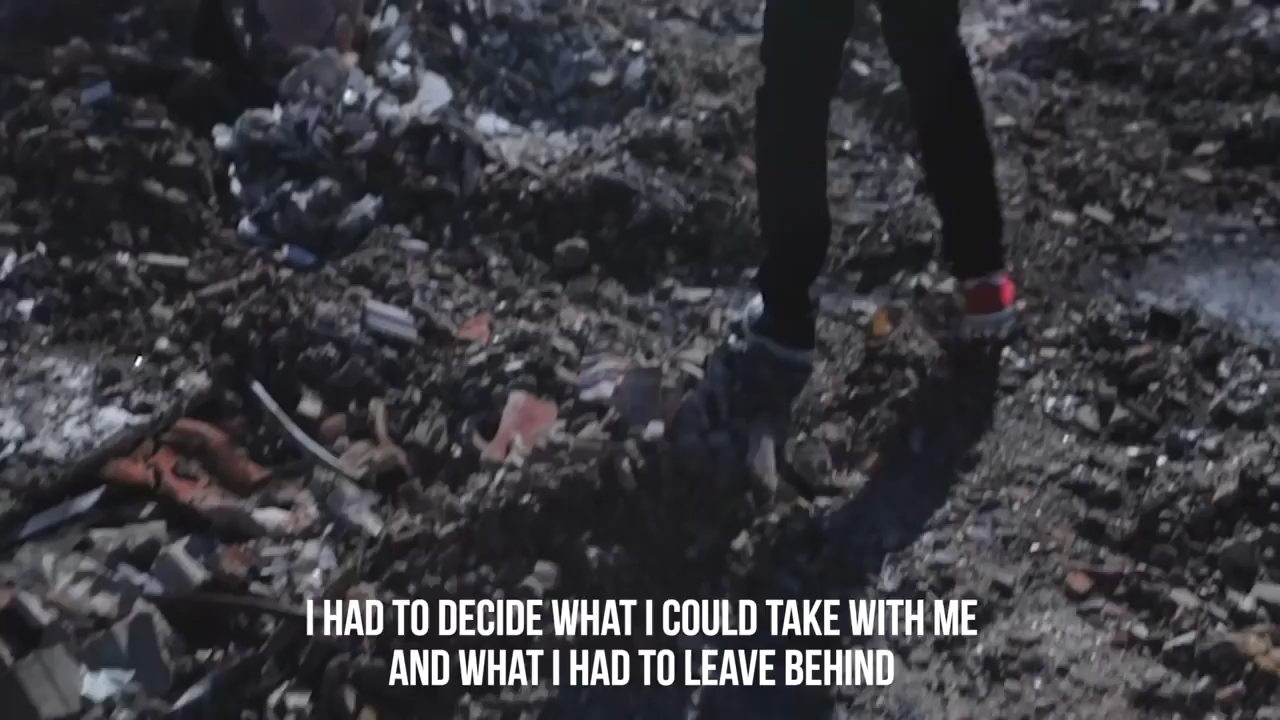 I HAD TO DECIDE WHAT I COULD TAKE WITH ME
AND WHAT I HAD TO LEAVE BEHIND